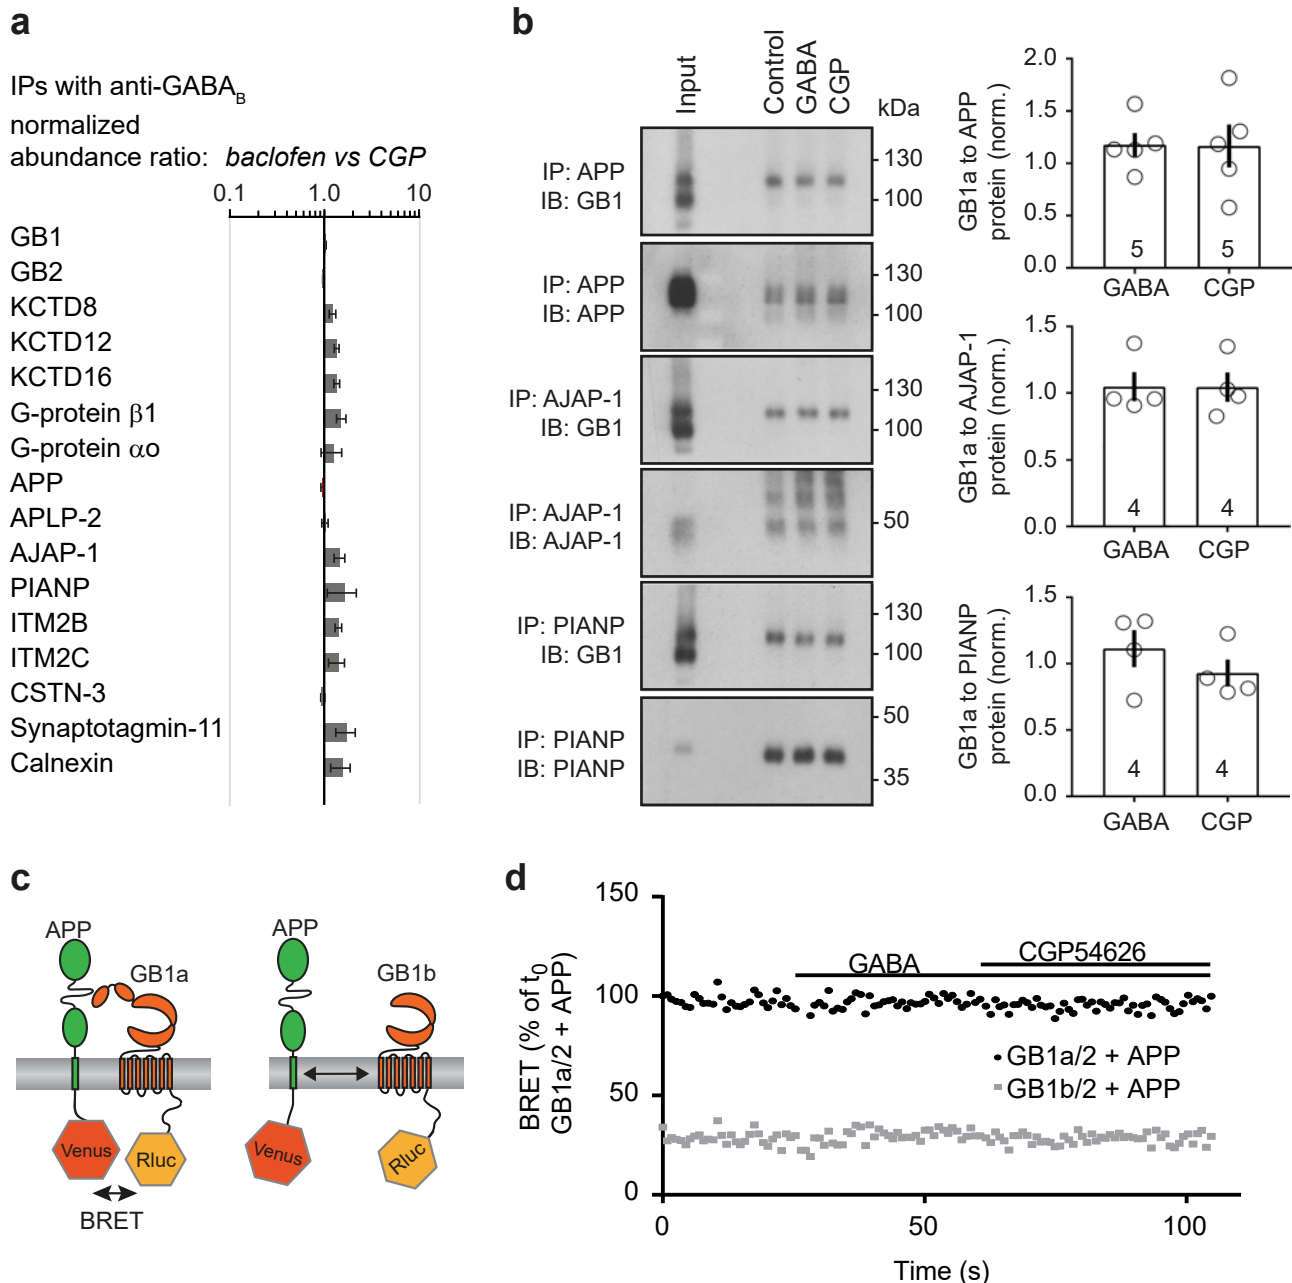 a
IPs with anti-GABA_B
normalized
abundance ratio: baclofen vs CGP
0.1 1.0 10
GB1
GB2
KCTD8
KCTD12
KCTD16
G-protein β1
G-protein αo
APP
APLP-2
AJAP-1
PIANP
ITM2B
ITM2C
CSTN-3
Synaptotagmin-11
Calnexin
b
Input Control GABA CGP kDa
IP: APP
IB: GB1
130
100
IP: APP
IB: APP
130
100
IP: AJAP-1
IB: GB1
130
100
IP: AJAP-1
IB: AJAP-1
50
IP: PIANP
IB: GB1
130
100
IP: PIANP
IB: PIANP
50
35
GB1a to APP
protein (norm.)
2.0
1.5
1.0
0.5
0.0
5 5
GABA CGP
GB1a to AJAP-1
protein (norm.)
1.5
1.0
0.5
0.0
4 4
GABA CGP
GB1a to PIANP
protein (norm.)
1.5
1.0
0.5
0.0
4 4
GABA CGP
c
APP
GB1a
Venus
Rluc
BRET
APP
GB1b
Venus
Rluc
d
BRET (% of t0
GB1a/2 + APP)
150
100
50
0
GABA
CGP54626
GB1a/2 + APP
GB1b/2 + APP
0 50 100
Time (s)